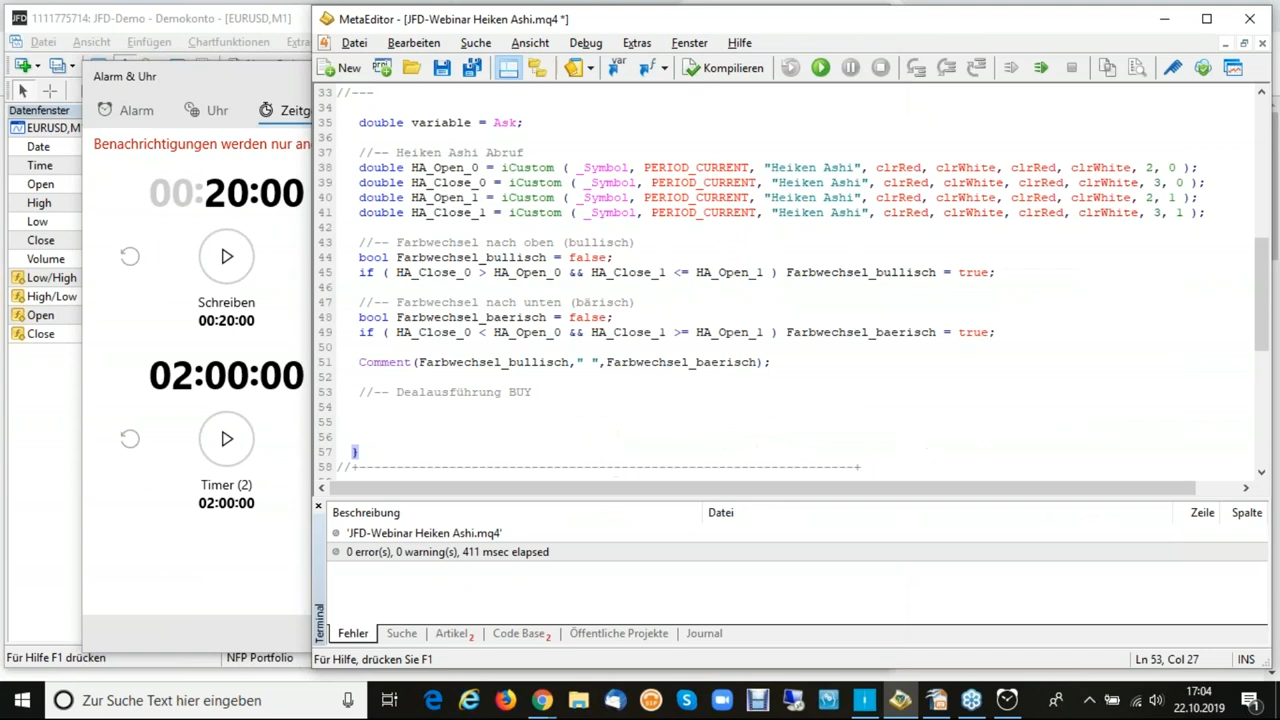 1111775714: JFD-Demo - Demokonto - [EURUSD,M1]
Datei Ansicht Einfügen Chartfunktionen Extra
Alarm & Uhr
Alarm Uhr Zeitg
Benachrichtigungen werden nur an
Datenfenster
EURUSD,M
Date
Time
Open
High
Low
Close
Volume
Low/High
High/Low
Open
Close
00:20:00
Schreiben
00:20:00
02:00:00
Timer (2)
02:00:00
Für Hilfe F1 drücken NFP Portfolio
MetaEditor - [JFD-Webinar Heiken Ashi.mq4 *]
Datei Bearbeiten Suche Ansicht Debug Extras Fenster Hilfe
New var Kompilieren
33 //---
34
35 double variable = Ask;
36
37 //-- Heiken Ashi Abruf
38 double HA_Open_0 = iCustom ( _Symbol, PERIOD_CURRENT, "Heiken Ashi", clrRed, clrWhite, clrRed, clrWhite, 2, 0 );
39 double HA_Close_0 = iCustom ( _Symbol, PERIOD_CURRENT, "Heiken Ashi", clrRed, clrWhite, clrRed, clrWhite, 3, 0 );
40 double HA_Open_1 = iCustom ( _Symbol, PERIOD_CURRENT, "Heiken Ashi", clrRed, clrWhite, clrRed, clrWhite, 2, 1 );
41 double HA_Close_1 = iCustom ( _Symbol, PERIOD_CURRENT, "Heiken Ashi", clrRed, clrWhite, clrRed, clrWhite, 3, 1 );
42
43 //-- Farbwechsel nach oben (bullisch)
44 bool Farbwechsel_bullisch = false;
45 if ( HA_Close_0 > HA_Open_0 && HA_Close_1 <= HA_Open_1 ) Farbwechsel_bullisch = true;
46
47 //-- Farbwechsel nach unten (bärisch)
48 bool Farbwechsel_baerisch = false;
49 if ( HA_Close_0 < HA_Open_0 && HA_Close_1 >= HA_Open_1 ) Farbwechsel_baerisch = true;
50
51 Comment(Farbwechsel_bullisch," ",Farbwechsel_baerisch);
52
53 //-- Dealausführung BUY
54
55
56
57 }
58 //+------------------------------------------------------------------+
Beschreibung Datei Zeile Spalte
'JFD-Webinar Heiken Ashi.mq4'
0 error(s), 0 warning(s), 411 msec elapsed
Terminal
Fehler Suche Artikel 2 Code Base 2 Öffentliche Projekte Journal
Für Hilfe, drücken Sie F1 Ln 53, Col 27 INS
Zur Suche Text hier eingeben
17:04
22.10.2019